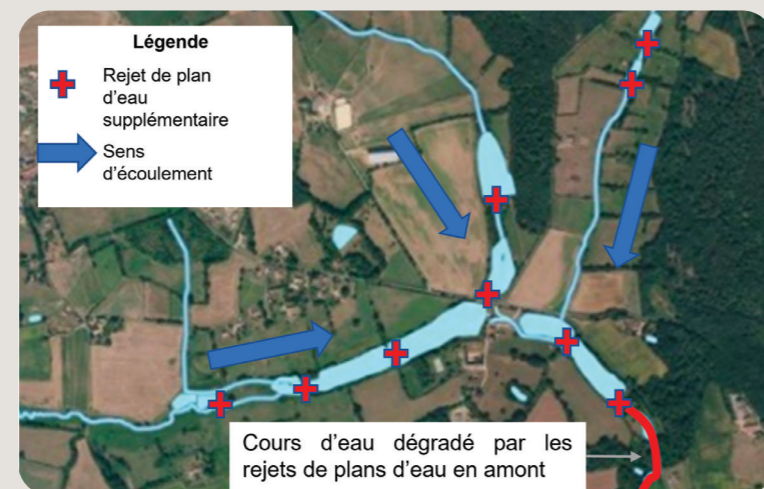 Légende
Rejet de plan
d'eau
supplémentaire
Sens
d'écoulement
Cours d'eau dégradé par les
rejets de plans d'eau en amont